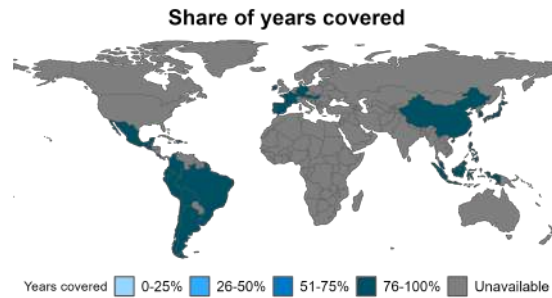 Share of years covered
Years covered 0-25% 26-50% 51-75% 76-100% Unavailable